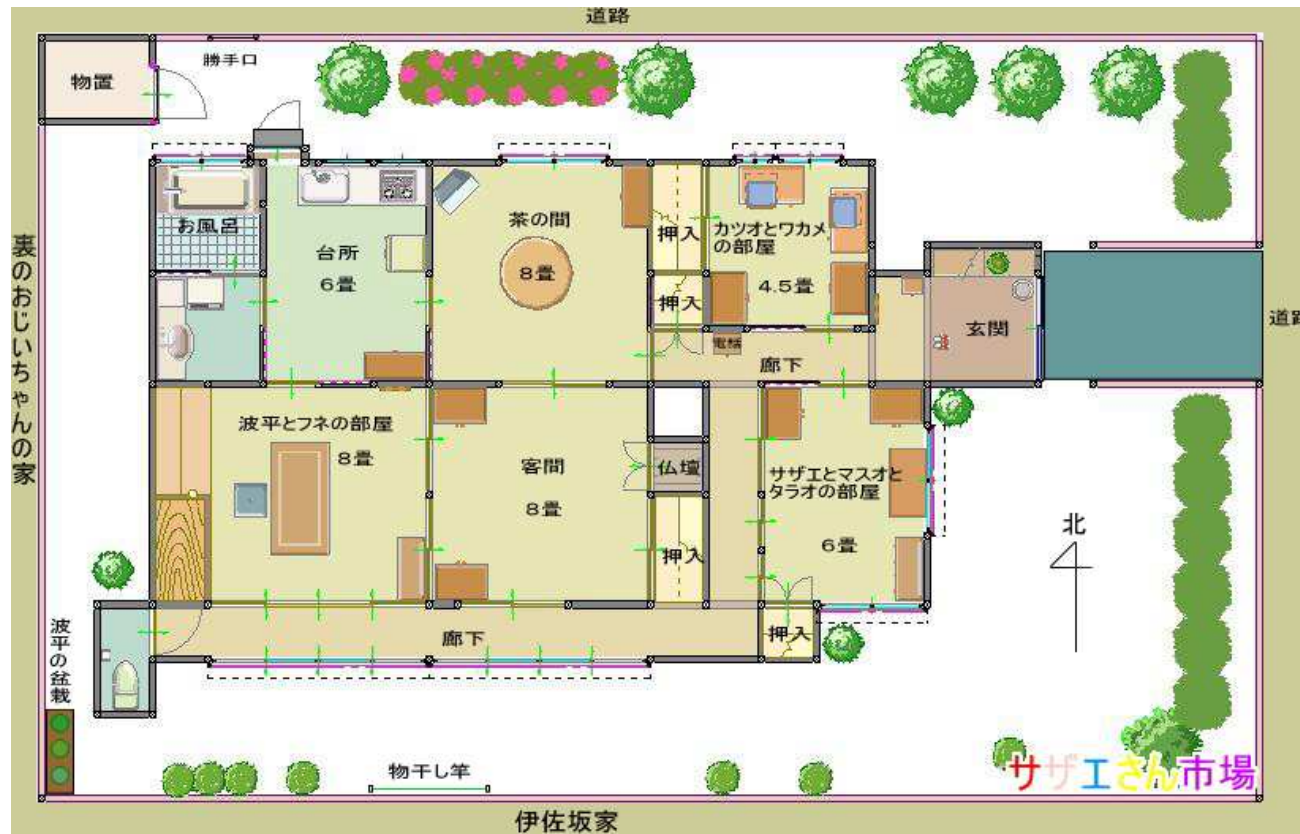 道路
物置
勝手口
お風呂
台所
6畳
茶の間
8畳
押入
押入
カツオとワカメ
の部屋
4.5畳
電話
廊下
玄関
道路
裏のおじいちゃんの家
波平とフネの部屋
8畳
客間
8畳
仏壇
押入
サザエとマスオと
タラオの部屋
6畳
北
廊下
押入
波平の盆栽
物干し竿
サザエさん市場
伊佐坂家